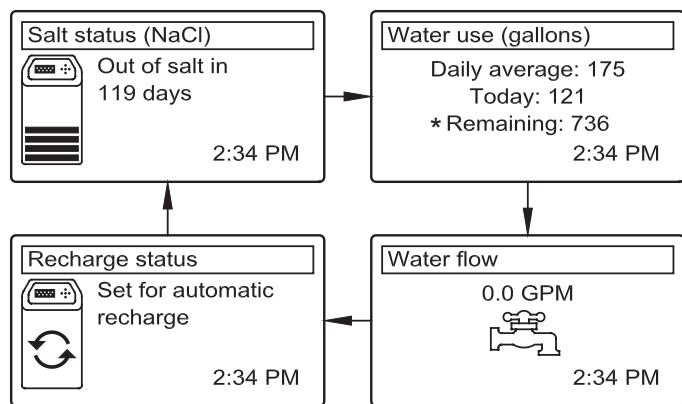 Salt status (NaCl)
Out of salt in
119 days
2:34 PM
Water use (gallons)
Daily average: 175
Today: 121
* Remaining: 736
2:34 PM
Recharge status
Set for automatic
recharge
2:34 PM
Water flow
0.0 GPM
2:34 PM